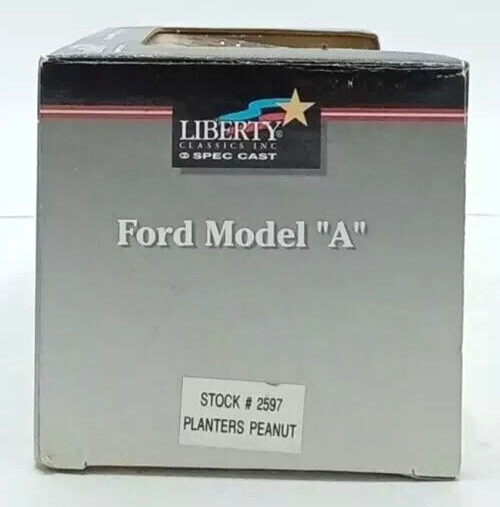 LIBERTY®
CLASSICS INC
SPEC CAST
Ford Model "A"
STOCK # 2597
PLANTERS PEANUT